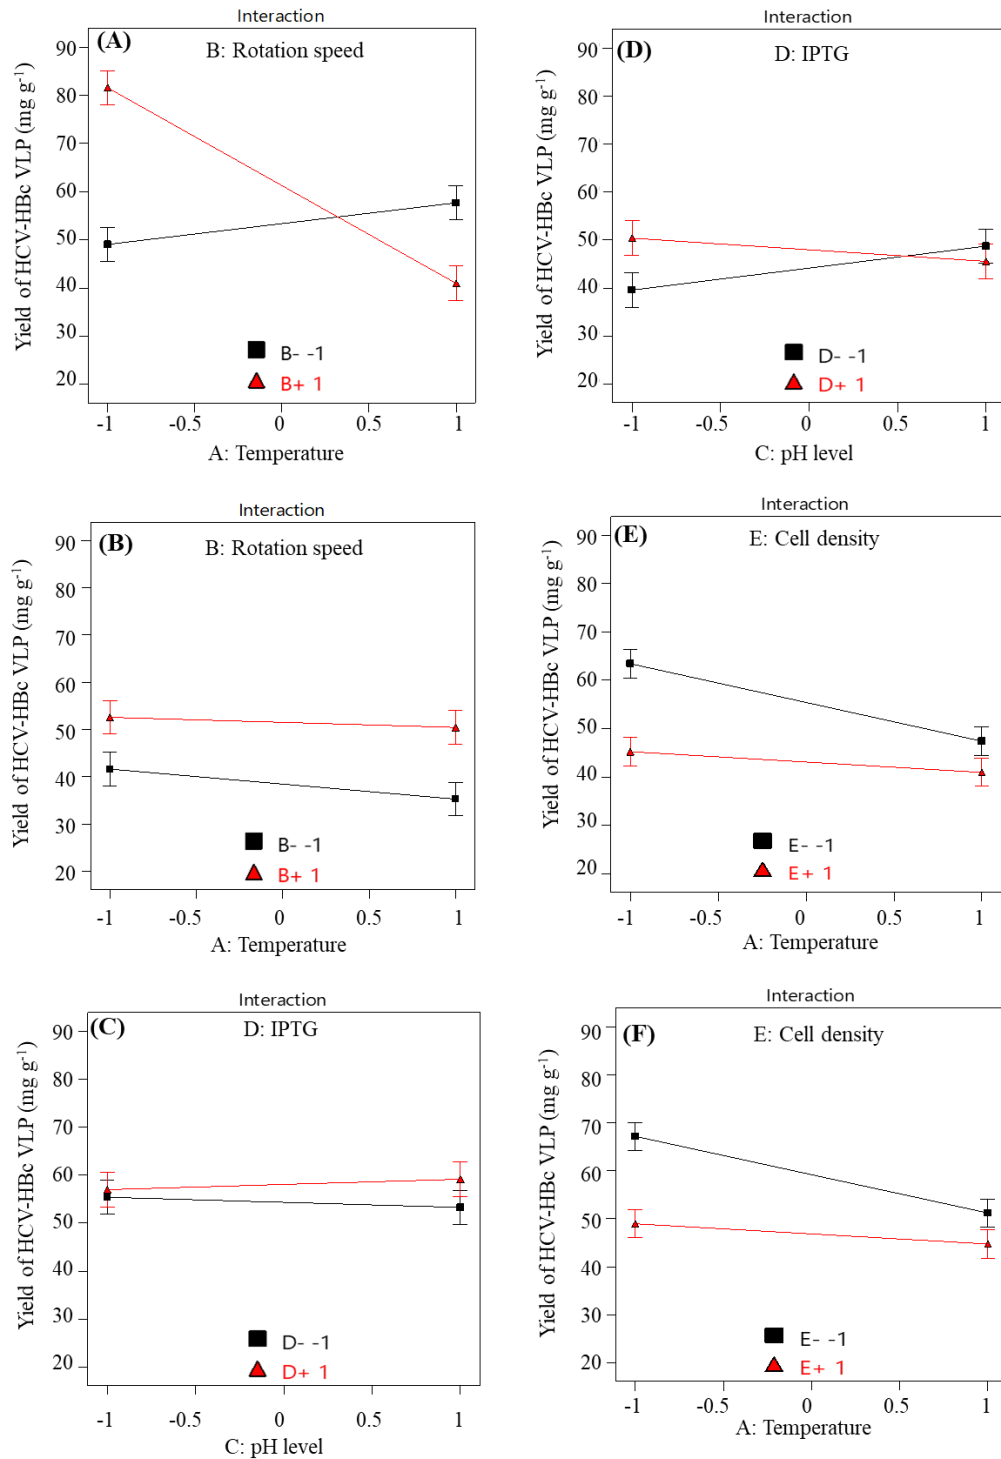 Interaction
(A)
B: Rotation speed
Yield of HCV-HBc VLP (mg g-1)
90
80
70
60
50
40
30
20
B- -1
B+ 1
-1
-0.5
0
0.5
1
A: Temperature
Interaction
(D)
D: IPTG
Yield of HCV-HBc VLP (mg g-1)
90
80
70
60
50
40
30
20
D- -1
D+ 1
-1
-0.5
0
0.5
1
C: pH level
Interaction
(B)
B: Rotation speed
Yield of HCV-HBc VLP (mg g-1)
90
80
70
60
50
40
30
20
B- -1
B+ 1
-1
-0.5
0
0.5
1
A: Temperature
Interaction
(E)
E: Cell density
Yield of HCV-HBc VLP (mg g-1)
90
80
70
60
50
40
30
20
E- -1
E+ 1
-1
-0.5
0
0.5
1
A: Temperature
Interaction
(C)
D: IPTG
Yield of HCV-HBc VLP (mg g-1)
90
80
70
60
50
40
30
20
D- -1
D+ 1
-1
-0.5
0
0.5
1
C: pH level
Interaction
(F)
E: Cell density
Yield of HCV-HBc VLP (mg g-1)
90
80
70
60
50
40
30
20
E- -1
E+ 1
-1
-0.5
0
0.5
1
A: Temperature